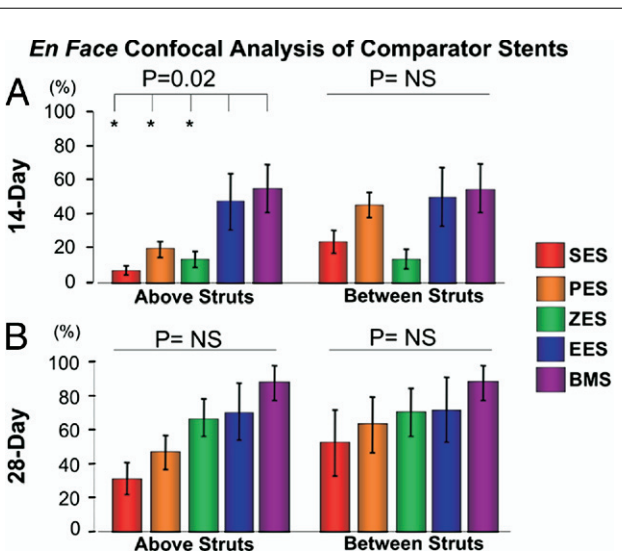 En Face Confocal Analysis of Comparator Stents
A
(%)
P=0.02
P= NS
100
80
60
40
20
0
* * *
14-Day
Above Struts
Between Struts
SES
PES
ZES
EES
BMS
B
(%)
P= NS
P= NS
100
80
60
40
20
0
28-Day
Above Struts
Between Struts